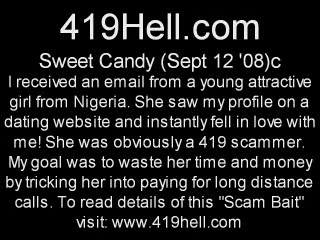 419Hell.com
Sweet Candy (Sept 12 '08)c
I received an email from a young attractive
girl from Nigeria. She saw my profile on a
dating website and instantly fell in love with
me! She was obviously a 419 scammer.
My goal was to waste her time and money
by tricking her into paying for long distance
calls. To read details of this "Scam Bait"
visit: www.419hell.com